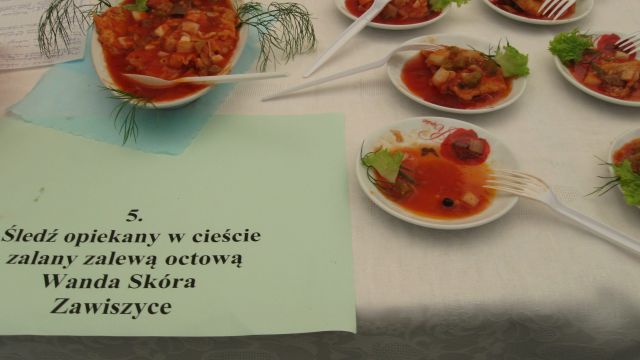 5.
Śledź opiekany w cieście
zalany zalewą octową
Wanda Skóra
Zawiszyce